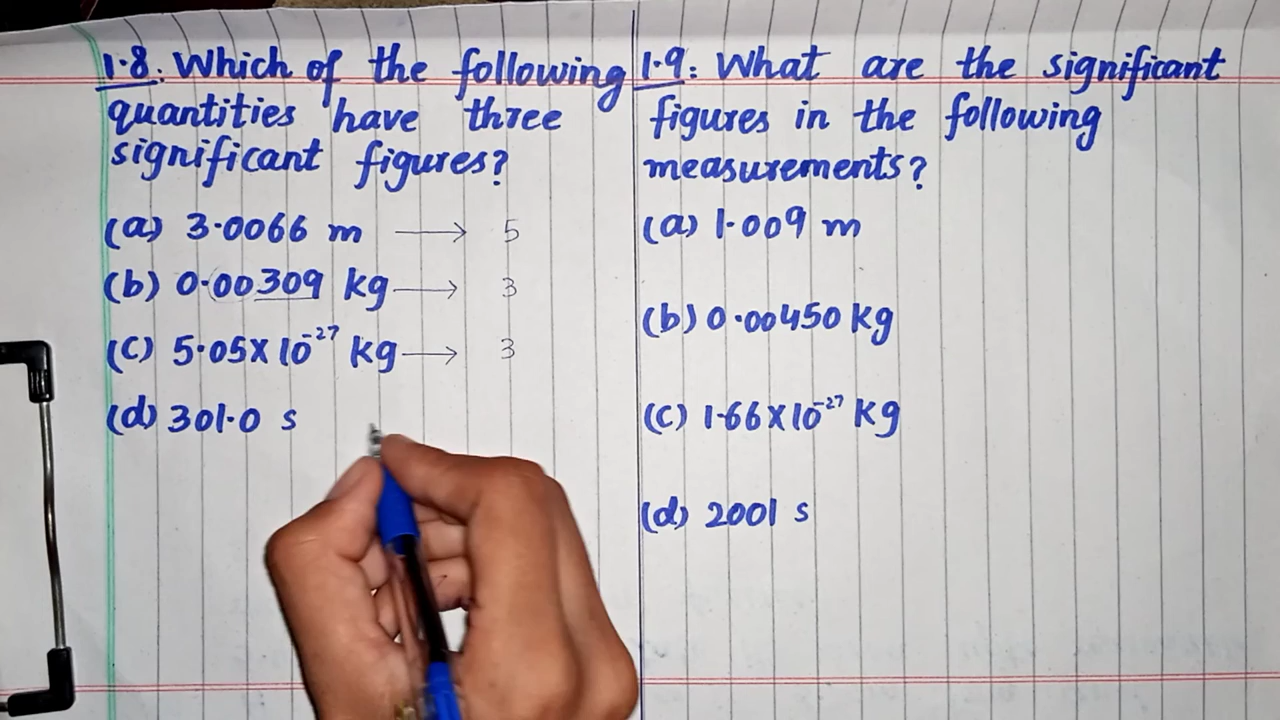 1.8: Which of the following
quantities have three
significant figures?
(a) 3.0066 m → 5
(b) 0.00309 kg → 3
(c) 5.05×10⁻²⁷ kg → 3
(d) 301.0 s
1.9: What are the significant
figures in the following
measurements?
(a) 1.009 m
(b) 0.00450 kg
(c) 1.66×10⁻²⁷ kg
(d) 2001 s